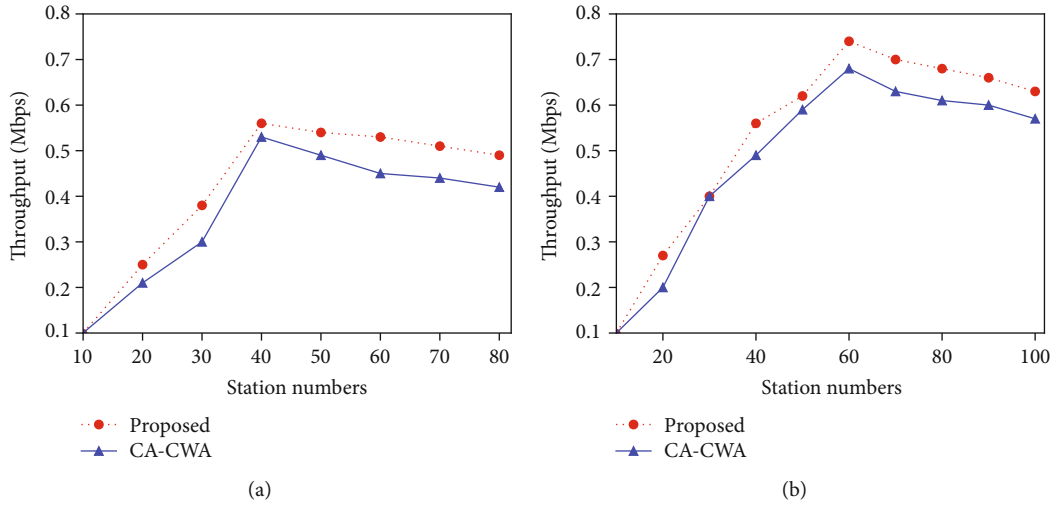 0.8
0.7
0.6
0.5
0.4
0.3
0.2
0.1
Throughput (Mbps)
10 20 30 40 50 60 70 80
Station numbers
Proposed
CA-CWA
(a)
0.8
0.7
0.6
0.5
0.4
0.3
0.2
0.1
Throughput (Mbps)
20 40 60 80 100
Station numbers
Proposed
CA-CWA
(b)